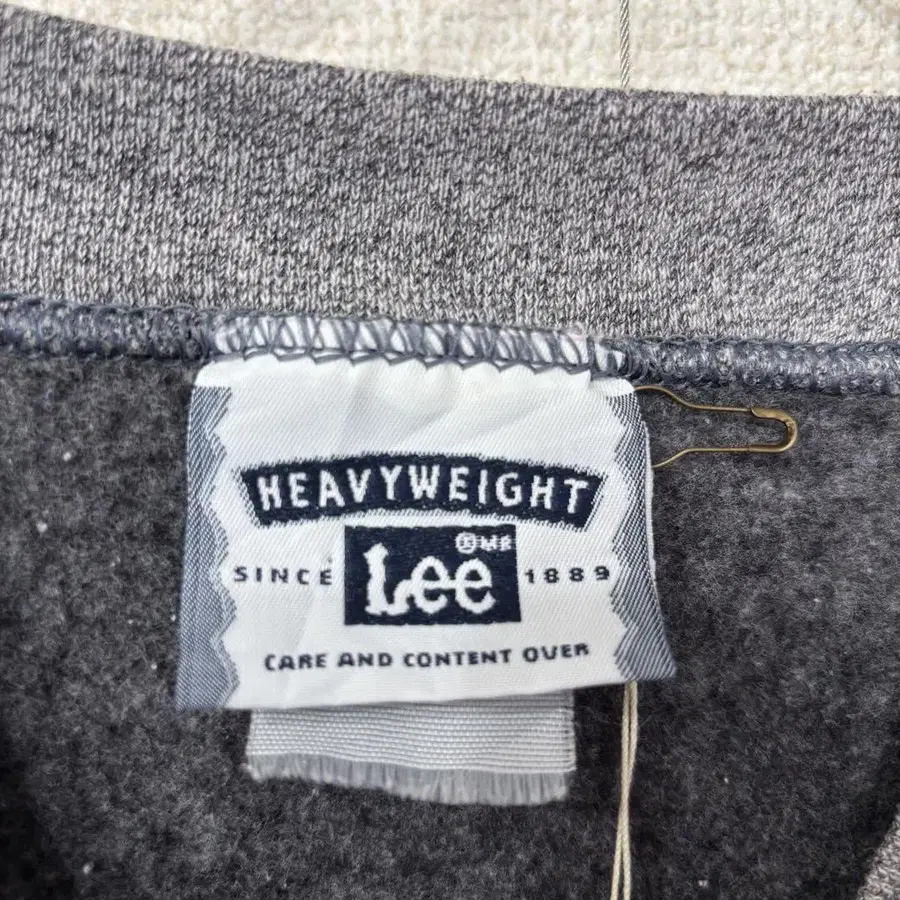 HEAVYWEIGHT
® MR
SINCE Lee 1889
CARE AND CONTENT OVER